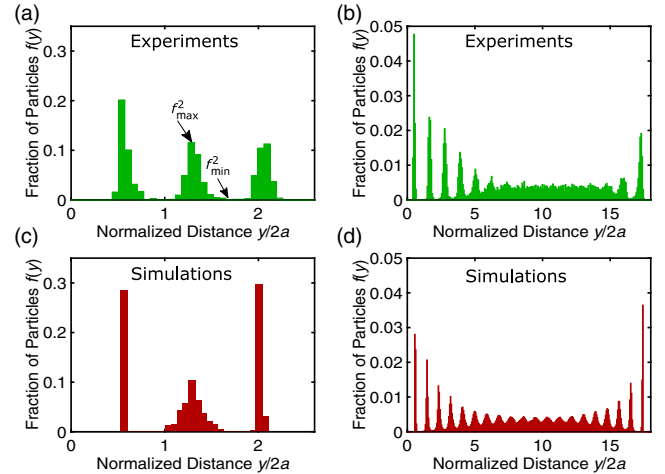 (a)
Experiments
f²max
f²min
Fraction of Particles f(y)
0.3
0.2
0.1
0
0 1 2
Normalized Distance y/2a
(b)
Experiments
Fraction of Particles f(y)
0.05
0.04
0.03
0.02
0.01
0
0 5 10 15
Normalized Distance y/2a
(c)
Simulations
Fraction of Particles f(y)
0.3
0.2
0.1
0
0 1 2
Normalized Distance y/2a
(d)
Simulations
Fraction of Particles f(y)
0.05
0.04
0.03
0.02
0.01
0
0 5 10 15
Normalized Distance y/2a